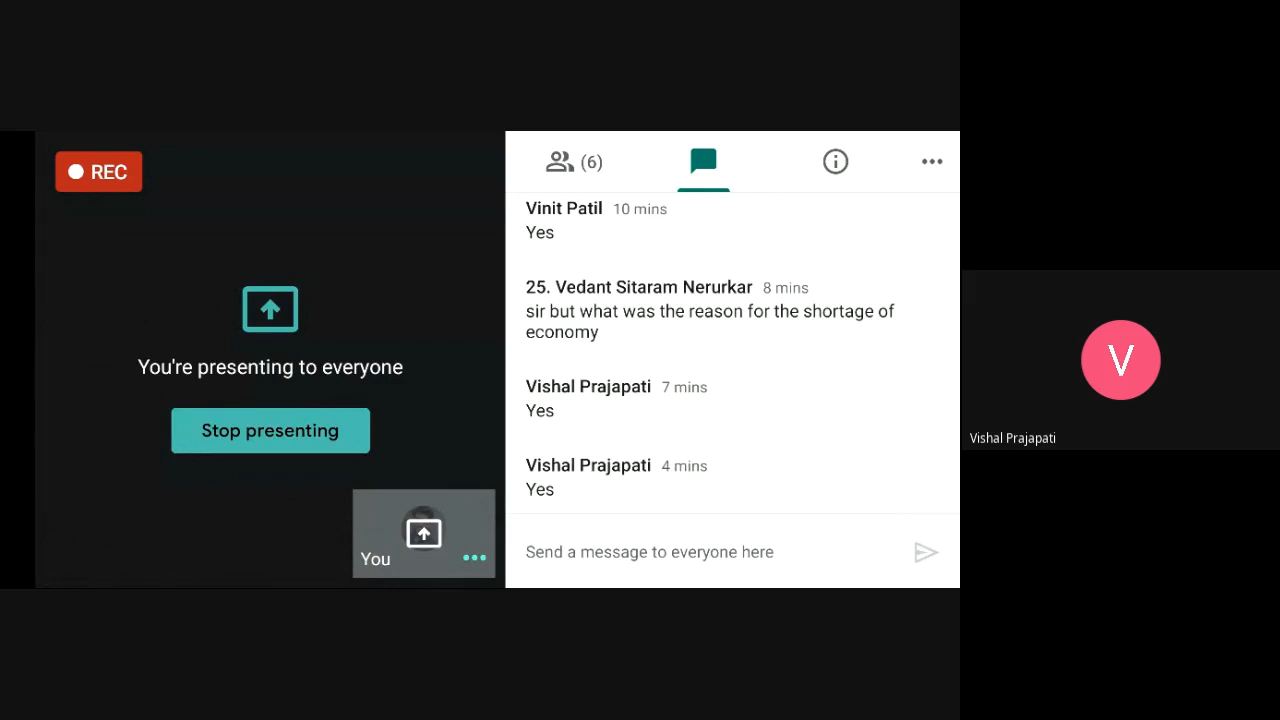 REC
You're presenting to everyone
Stop presenting
You
(6)
Vinit Patil 10 mins
Yes
25. Vedant Sitaram Nerurkar 8 mins
sir but what was the reason for the shortage of
economy
Vishal Prajapati 7 mins
Yes
Vishal Prajapati 4 mins
Yes
Send a message to everyone here
V
Vishal Prajapati